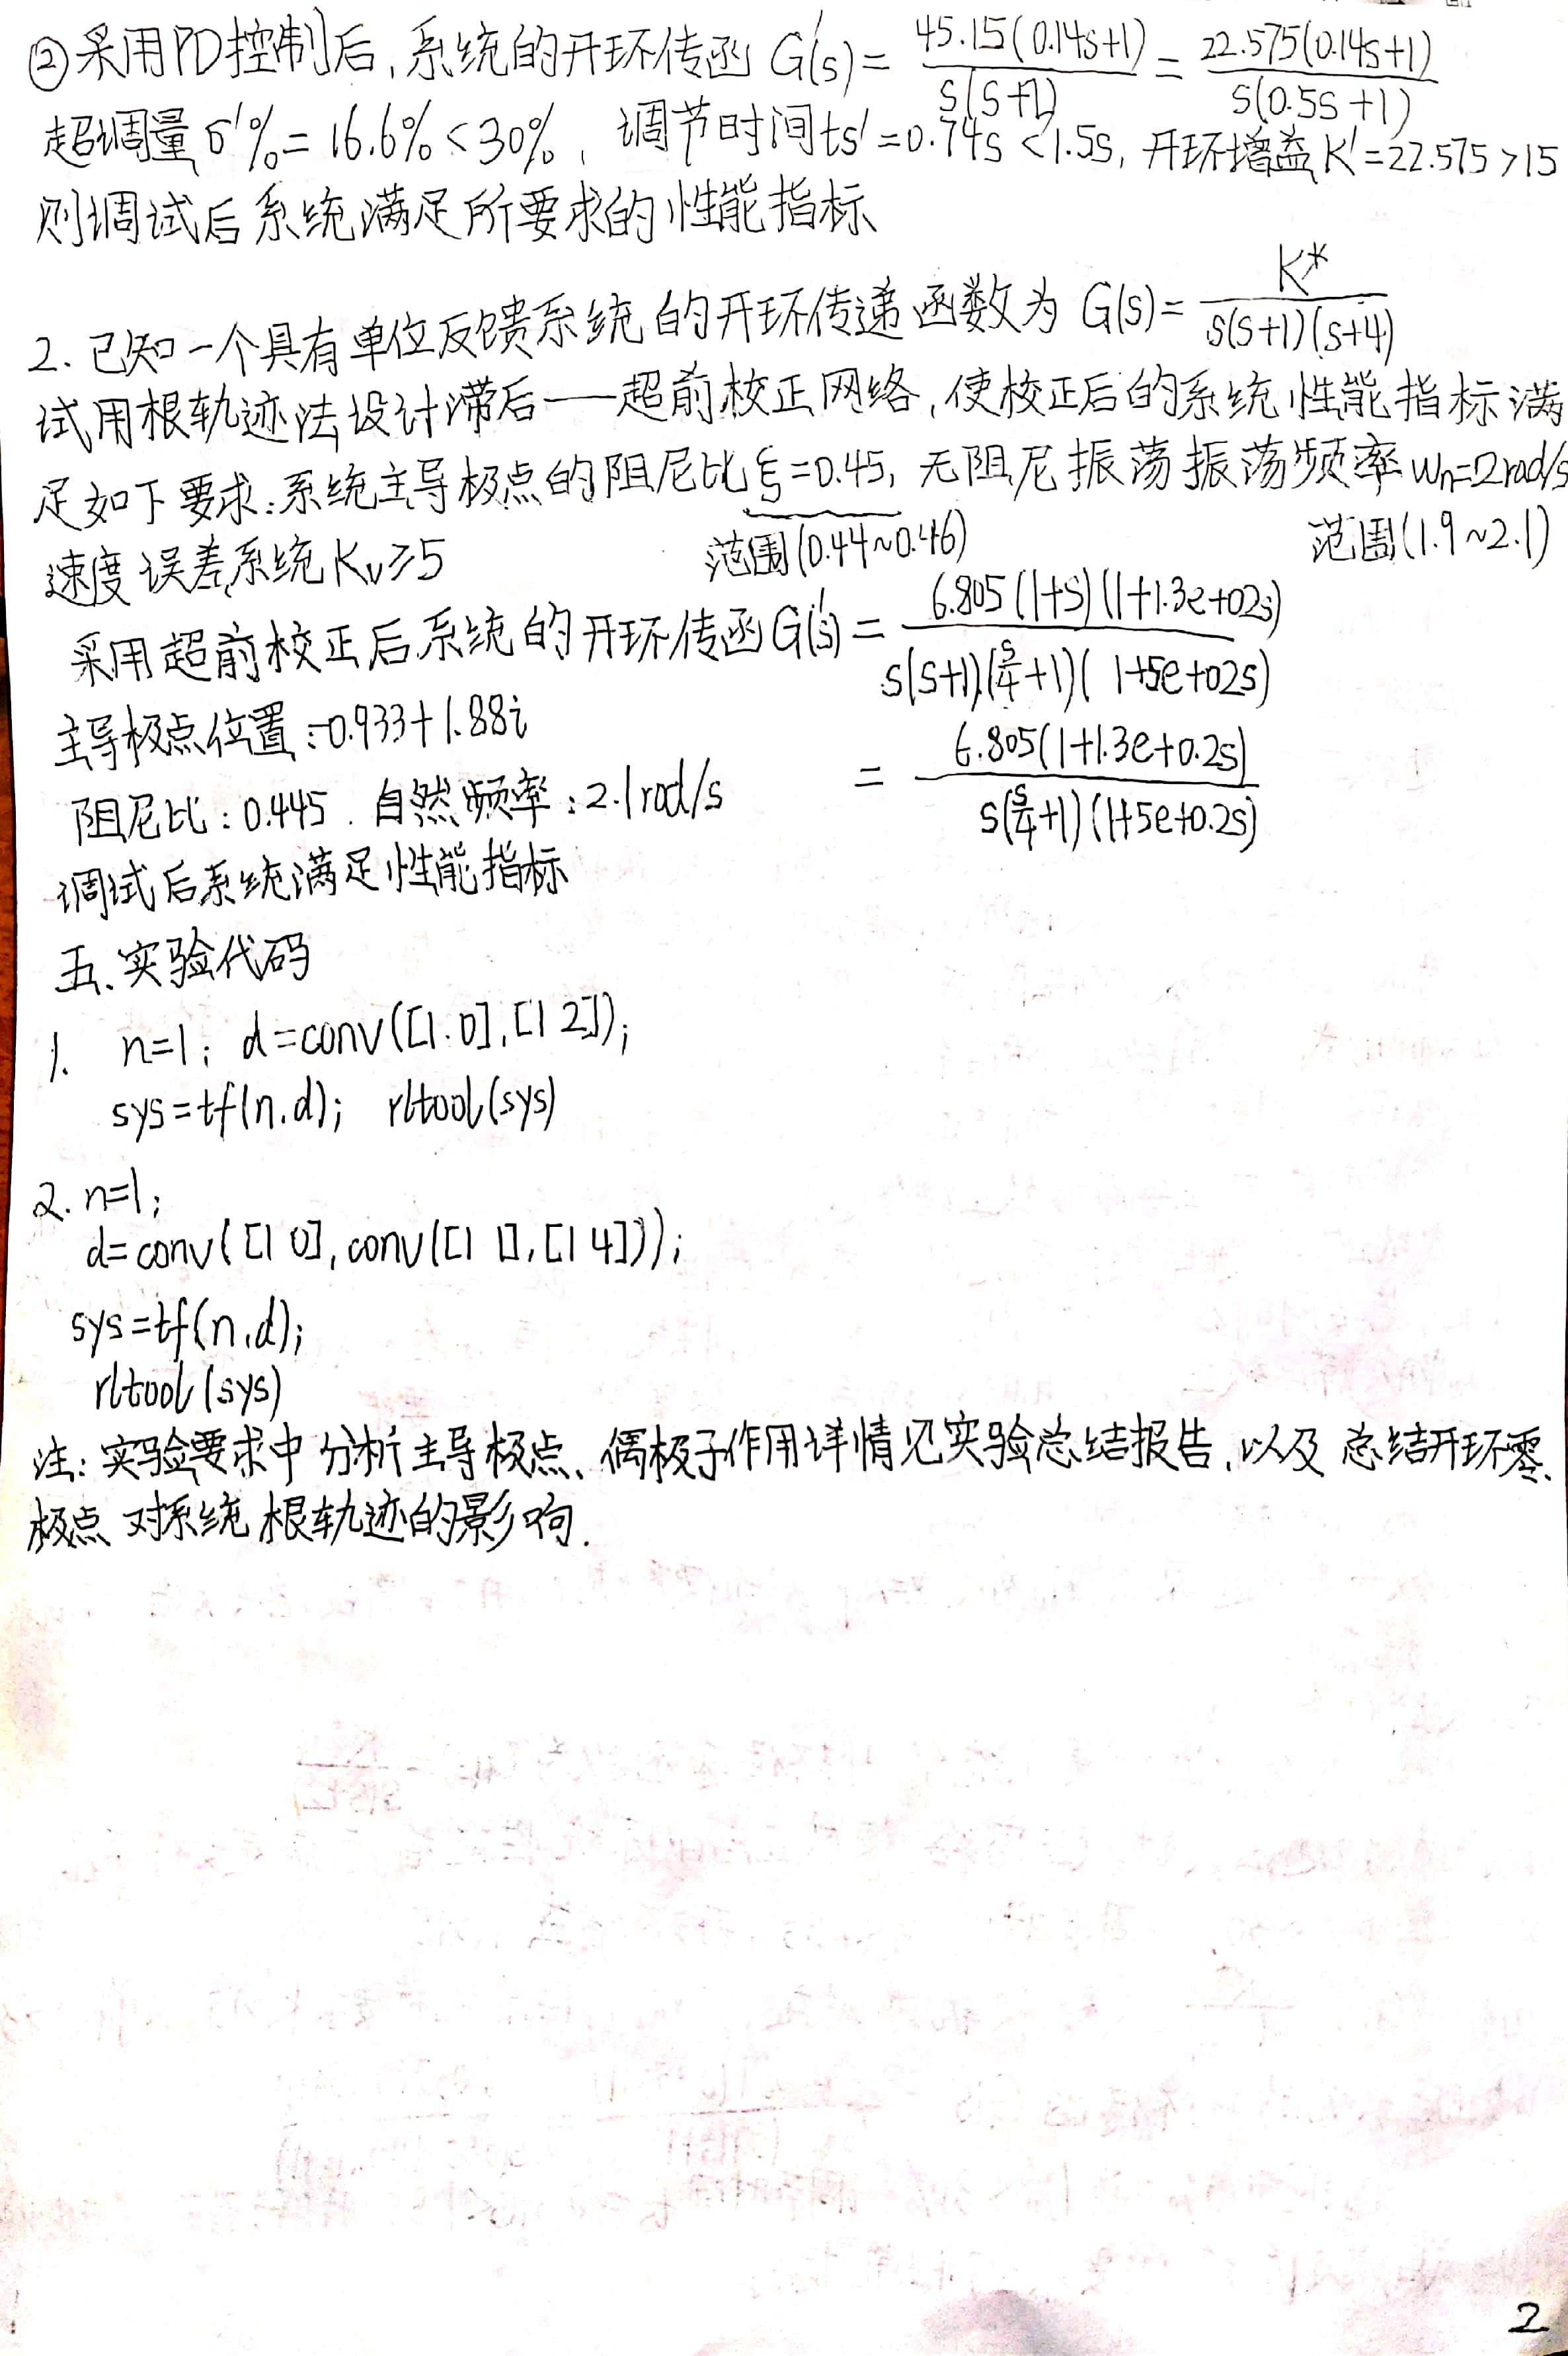 ②采用PD控制后,系统的开环传函 G'(s)= 45.15(0.14s+1)/s(s+2) = 22.575(0.14s+1)/s(0.5s+1)
超调量σ'%=16.6%<30%, 调节时间ts'=0.74s<1.5s, 开环增益K'=22.575>15
则调试后系统满足所要求的性能指标
2. 已知一个具有单位反馈系统的开环传递函数为 G(s)= K*/s(s+1)(s+4)
试用根轨迹法设计滞后——超前校正网络,使校正后的系统性能指标满
足如下要求:系统主导极点的阻尼比ξ=0.45, 无阻尼振荡振荡频率wn=2rad/s
范围(0.44~0.46) 范围(1.9~2.1)
速度误差系统Kv≥5
采用超前校正后系统的开环传函G'(s)= 6.805(1+s)(1+1.3e+02s)/s(s+1)(s/4+1)(1+5e+02s)
主导极点位置:-0.933+1.88i
= 6.805(1+1.3e+0.2s)/s(s/4+1)(1+5e+0.2s)
阻尼比:0.445. 自然频率:2.1rad/s
调试后系统满足性能指标
五.实验代码
1. n=1; d=conv([1.0],[1 2]);
sys=tf(n,d); rltool(sys)
2. n=1;
d=conv([1 0],conv([1 1],[1 4]));
sys=tf(n,d);
rltool(sys)
注:实验要求中分析主导极点、偶极子作用详情见实验总结报告,以及总结开环零、
极点对系统根轨迹的影响.
2